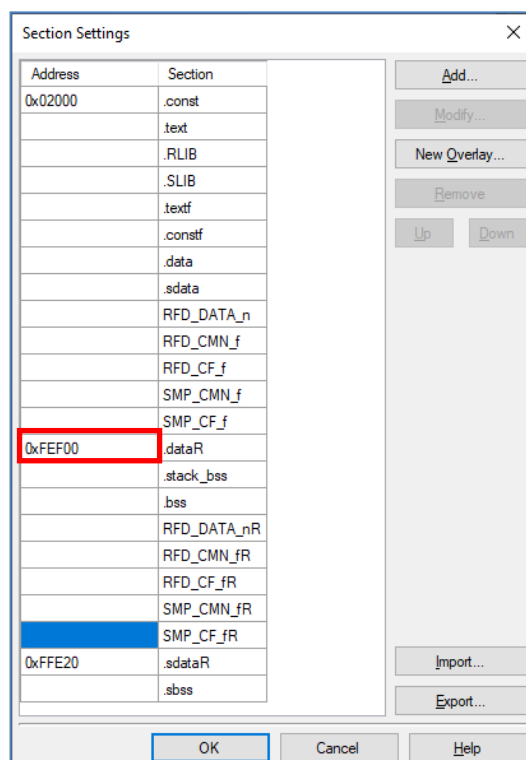 Section Settings
Address Section
0x02000 .const
.text
.RLIB
.SLIB
.textf
.constf
.data
.sdata
RFD_DATA_n
RFD_CMN_f
RFD_CF_f
SMP_CMN_f
SMP_CF_f
0xFEF00 .dataR
.stack_bss
.bss
RFD_DATA_nR
RFD_CMN_fR
RFD_CF_fR
SMP_CMN_fR
SMP_CF_fR
0xFFE20 .sdataR
.sbss
Add...
Modify...
New Overlay...
Remove
Up Down
Import...
Export...
OK Cancel Help